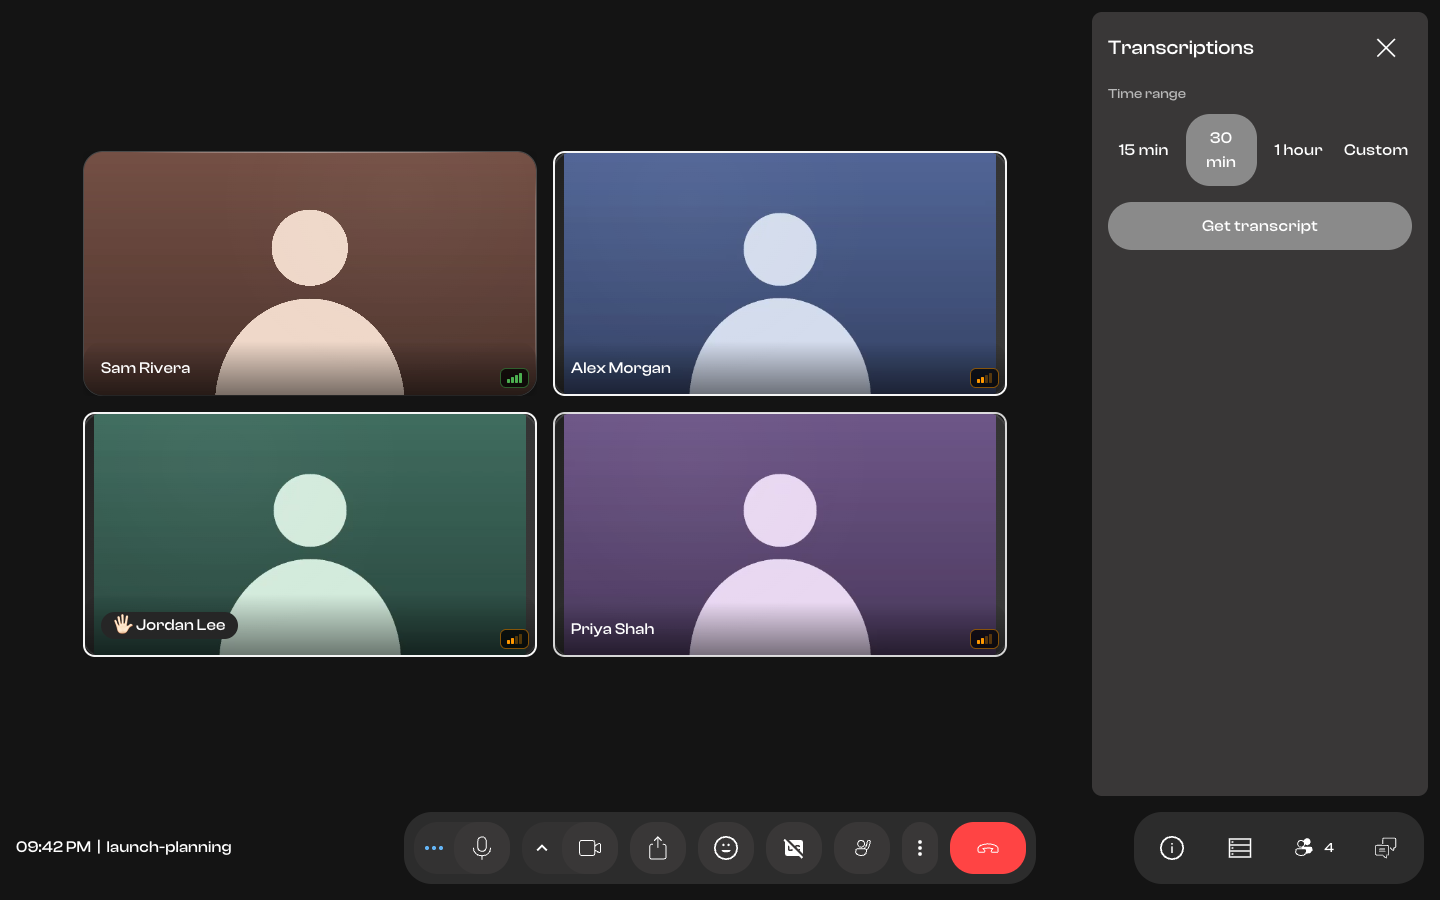 Transcriptions
Time range
15 min
30
min
1 hour
Custom
Get transcript
Sam Rivera
Alex Morgan
Jordan Lee
Priya Shah
09:42 PM | launch-planning
4